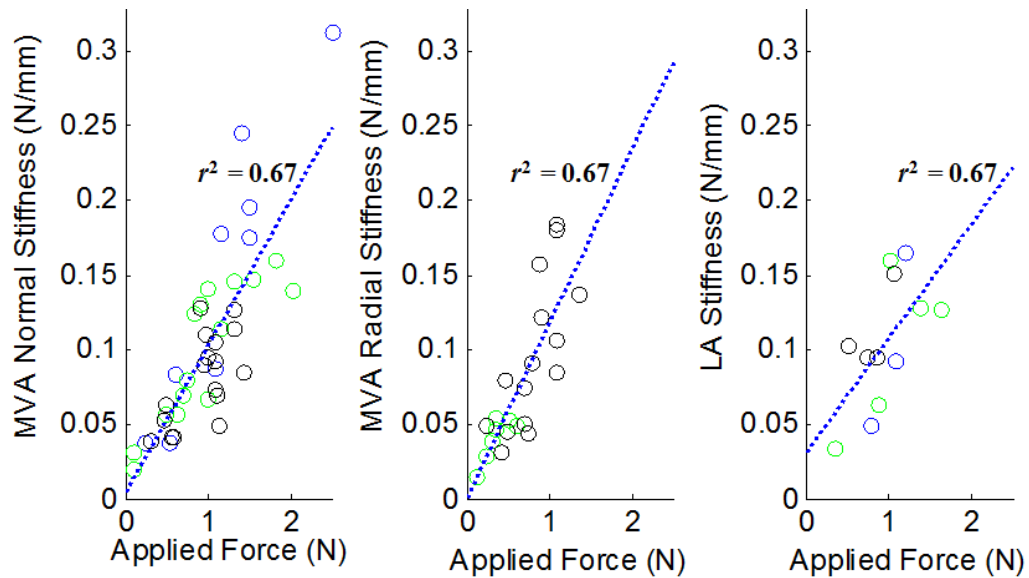 MVA Normal Stiffness (N/mm)
0.3
0.25
0.2
0.15
0.1
0.05
0
r² = 0.67
0 1 2
Applied Force (N)
MVA Radial Stiffness (N/mm)
0.3
0.25
0.2
0.15
0.1
0.05
0
r² = 0.67
0 1 2
Applied Force (N)
LA Stiffness (N/mm)
0.3
0.25
0.2
0.15
0.1
0.05
0
r² = 0.67
0 1 2
Applied Force (N)